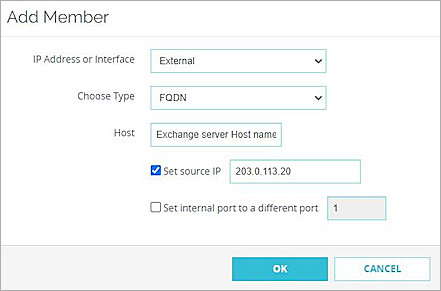 Add Member
IP Address or Interface External
Choose Type FQDN
Host Exchange server Host name
Set source IP 203.0.113.20
Set internal port to a different port 1
OK CANCEL